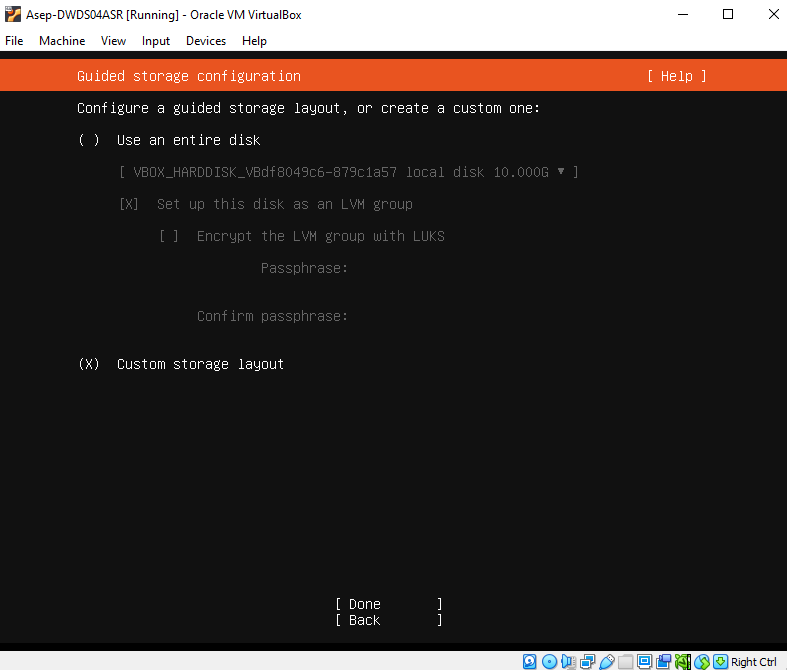 Asep-DWDS04ASR [Running] - Oracle VM VirtualBox
File Machine View Input Devices Help
Guided storage configuration [ Help ]
Configure a guided storage layout, or create a custom one:
( ) Use an entire disk
[ VBOX_HARDDISK_VBdf8049c6-879c1a57 local disk 10.000G ▾ ]
[X] Set up this disk as an LVM group
[ ] Encrypt the LVM group with LUKS
Passphrase:
Confirm passphrase:
(X) Custom storage layout
[ Done ]
[ Back ]
Right Ctrl